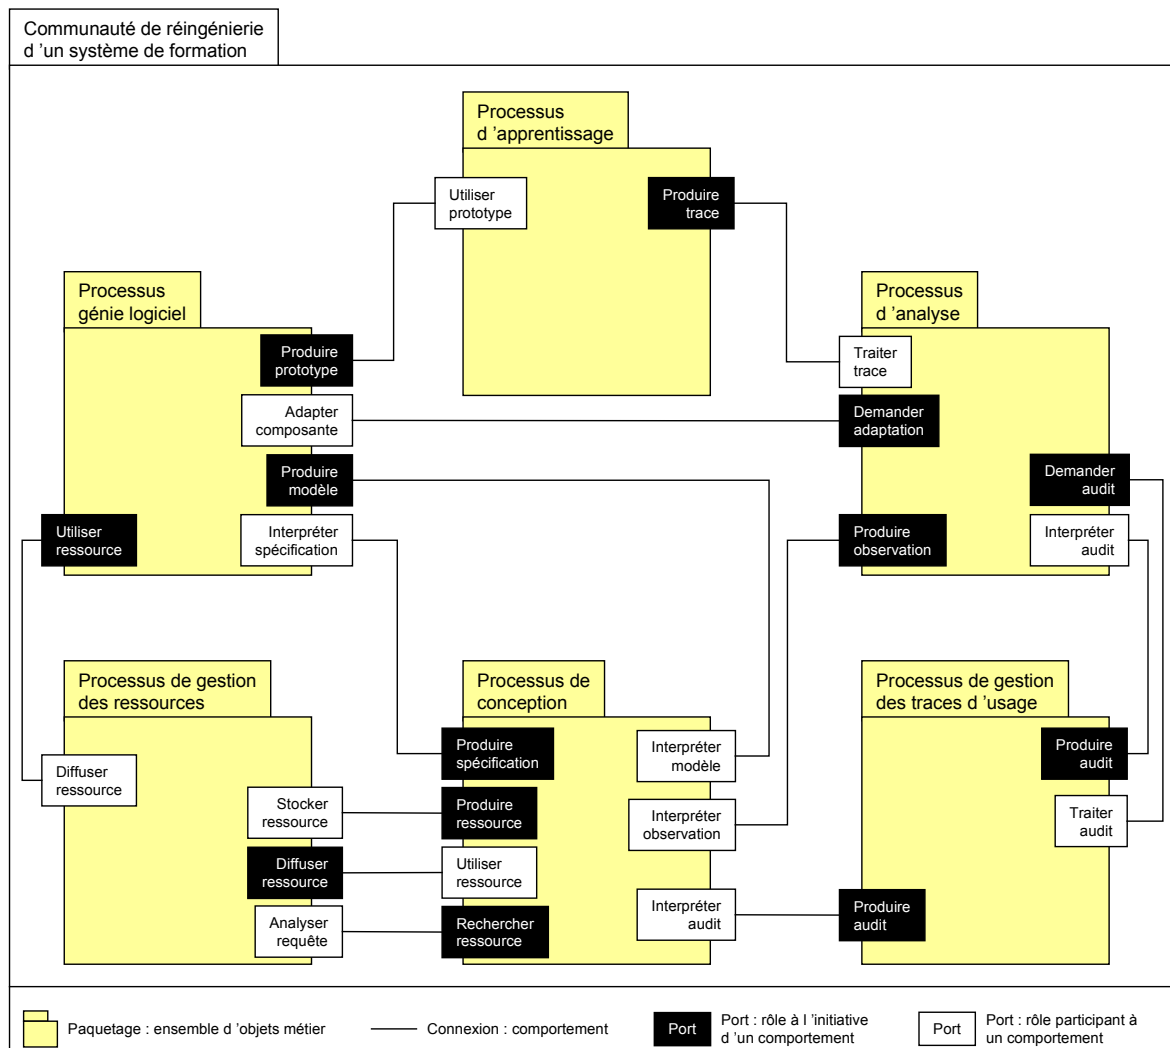 Communauté de réingénierie
d 'un système de formation
Processus
d 'apprentissage
Utiliser
prototype
Produire
trace
Processus
génie logiciel
Produire
prototype
Adapter
composante
Produire
modèle
Interpréter
spécification
Utiliser
ressource
Processus
d 'analyse
Traiter
trace
Demander
adaptation
Produire
observation
Demander
audit
Interpréter
audit
Processus de gestion
des ressources
Diffuser
ressource
Stocker
ressource
Diffuser
ressource
Analyser
requête
Processus de
conception
Produire
spécification
Produire
ressource
Utiliser
ressource
Rechercher
ressource
Interpréter
modèle
Interpréter
observation
Interpréter
audit
Processus de gestion
des traces d 'usage
Produire
audit
Traiter
audit
Produire
audit
Paquetage : ensemble d 'objets métier
Connexion : comportement
Port
Port : rôle à l 'initiative
d 'un comportement
Port
Port : rôle participant à
un comportement